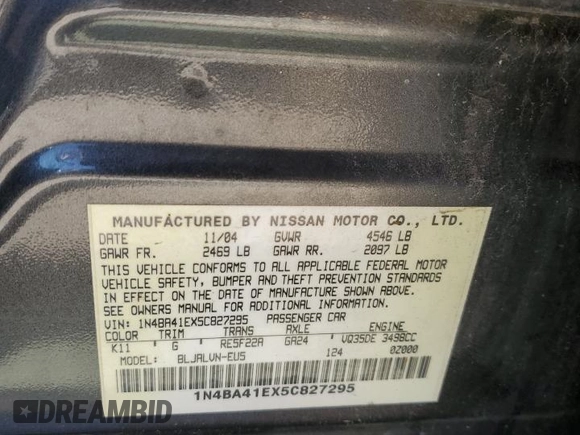 MANUFACTURED BY NISSAN MOTOR CO., LTD.
DATE 11/04 GVWR 4546 LB
GAWR FR. 2469 LB GAWR RR. 2097 LB
THIS VEHICLE CONFORMS TO ALL APPLICABLE FEDERAL MOTOR
VEHICLE SAFETY, BUMPER AND THEFT PREVENTION STANDARDS
IN EFFECT ON THE DATE OF MANUFACTURE SHOWN ABOVE.
SEE OWNERS MANUAL FOR ADDITIONAL INFORMATION.
VIN: 1N4BA41EX5C827295 PASSENGER CAR
COLOR TRIM TRANS AXLE ENGINE
K11 G RE5F22A GA24 VQ35DE 3498CC
MODEL: BLJALVN-EU5 124 0Z000
1N4BA41EX5C827295
EPICBID.COM